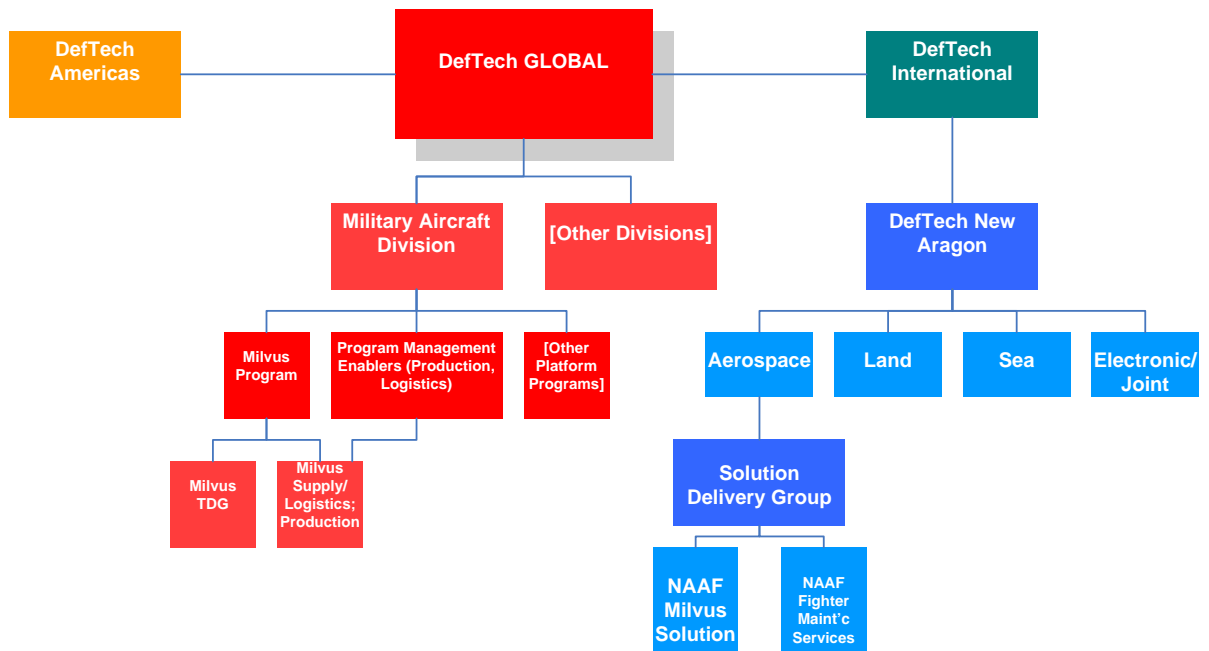 DefTech
Americas
DefTech GLOBAL
DefTech
International
Military Aircraft
Division
[Other Divisions]
DefTech New
Aragon
Milvus
Program
Program Management
Enablers (Production,
Logistics)
[Other
Platform
Programs]
Aerospace
Land
Sea
Electronic/
Joint
Milvus
TDG
Milvus
Supply/
Logistics;
Production
Solution
Delivery Group
NAAF
Milvus
Solution
NAAF
Fighter
Maint’c
Services